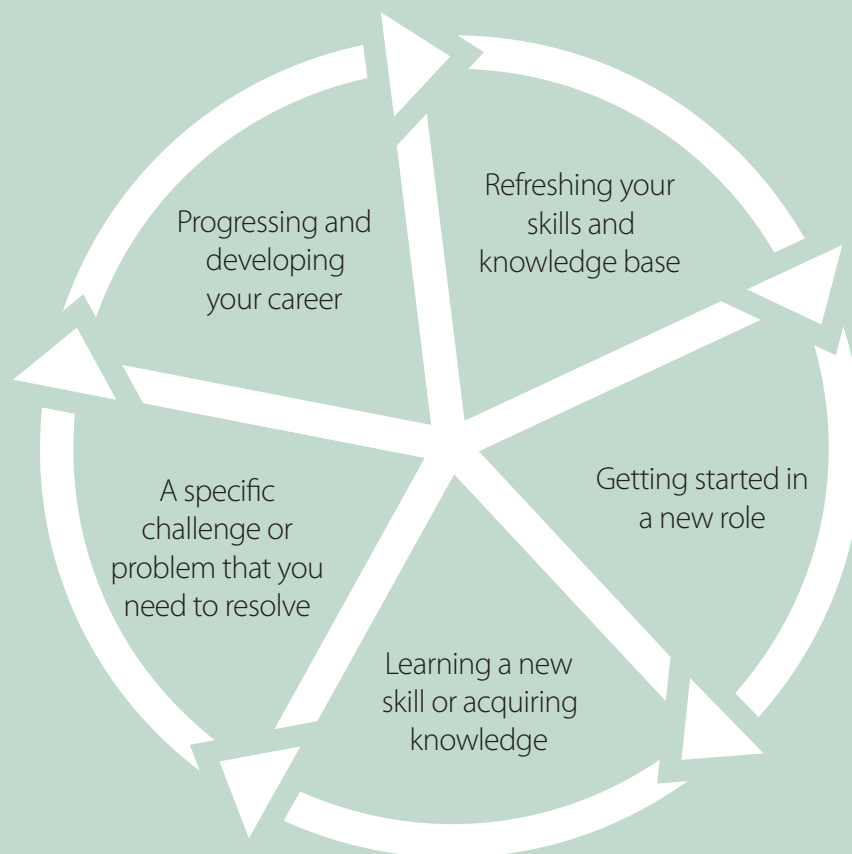 Refreshing your
skills and
knowledge base
Getting started in
a new role
Learning a new
skill or acquiring
knowledge
A specific
challenge or
problem that you
need to resolve
Progressing and
developing
your career